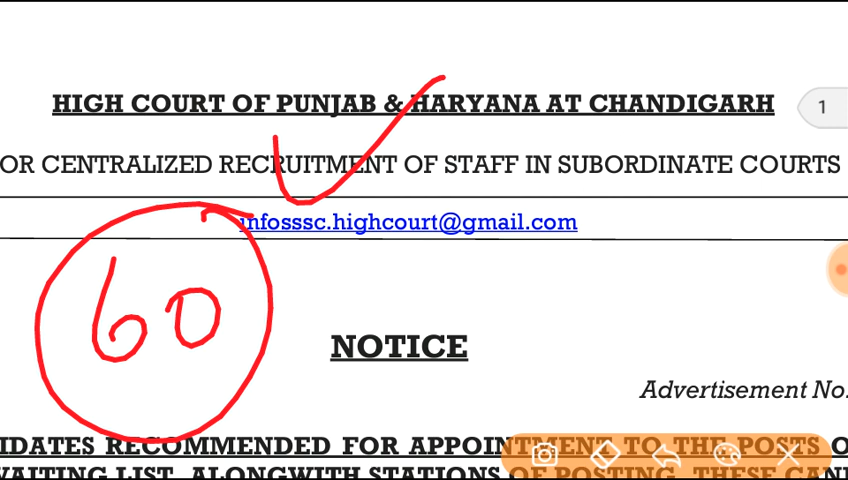 HIGH COURT OF PUNJAB & HARYANA AT CHANDIGARH
1
OR CENTRALIZED RECRUITMENT OF STAFF IN SUBORDINATE COURTS
infosssc.highcourt@gmail.com
60
NOTICE
Advertisement No.
IDATES RECOMMENDED FOR APPOINTMENT TO THE POSTS O
WAITING LIST, ALONGWITH STATIONS OF POSTING. THESE CAN